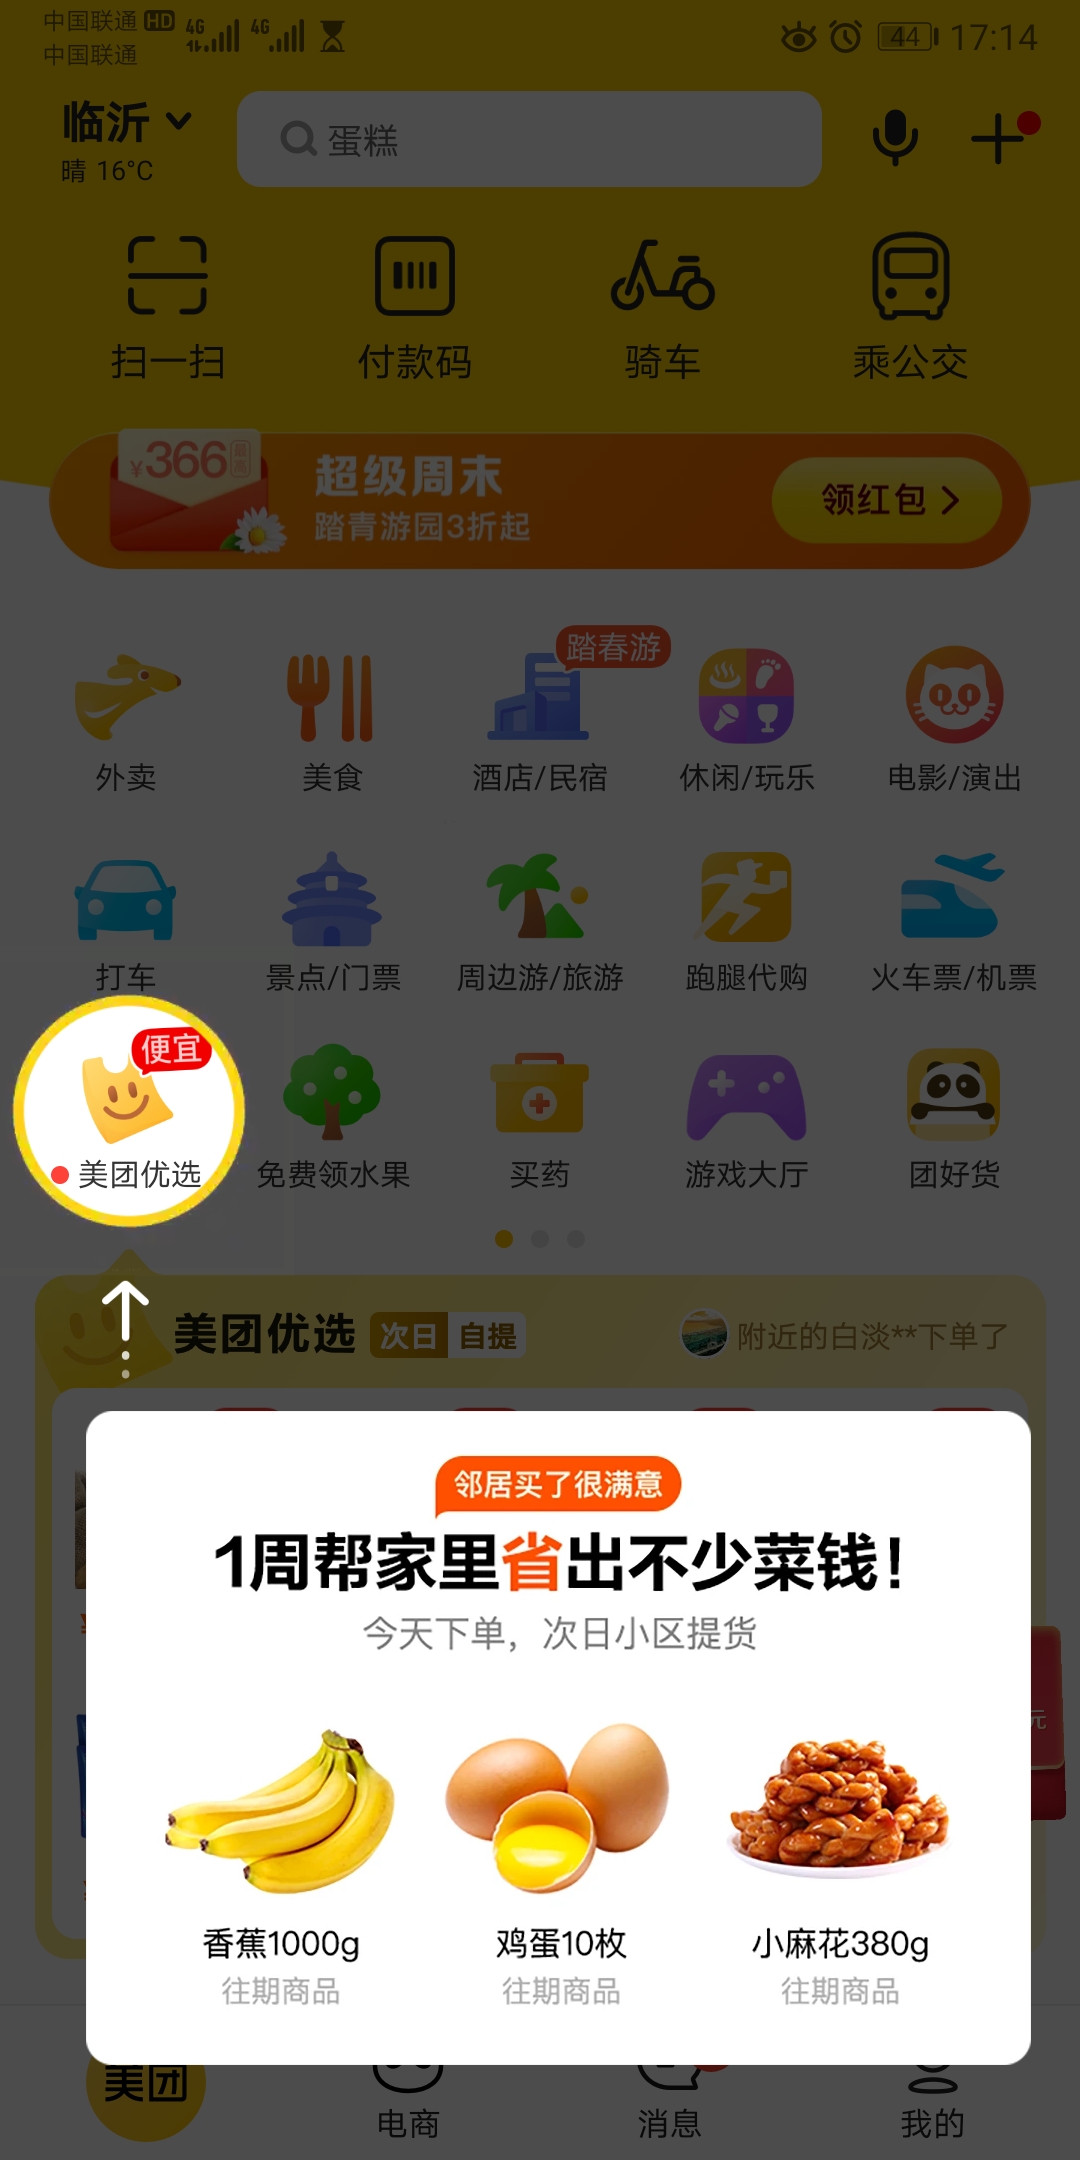 中国联通 HD 4G 4G 44 17:14
中国联通
临沂
晴 16°C
蛋糕
扫一扫 付款码 骑车 乘公交
¥366最高
超级周末
踏青游园3折起
领红包
踏春游
外卖 美食 酒店/民宿 休闲/玩乐 电影/演出
打车 景点/门票 周边游/旅游 跑腿代购 火车票/机票
便宜
美团优选 免费领水果 买药 游戏大厅 团好货
美团优选 次日 自提 附近的白淡**下单了
邻居买了很满意
1周帮家里省出不少菜钱!
今天下单，次日小区提货
元
香蕉1000g 鸡蛋10枚 小麻花380g
往期商品 往期商品 往期商品
美团 电商 消息 我的